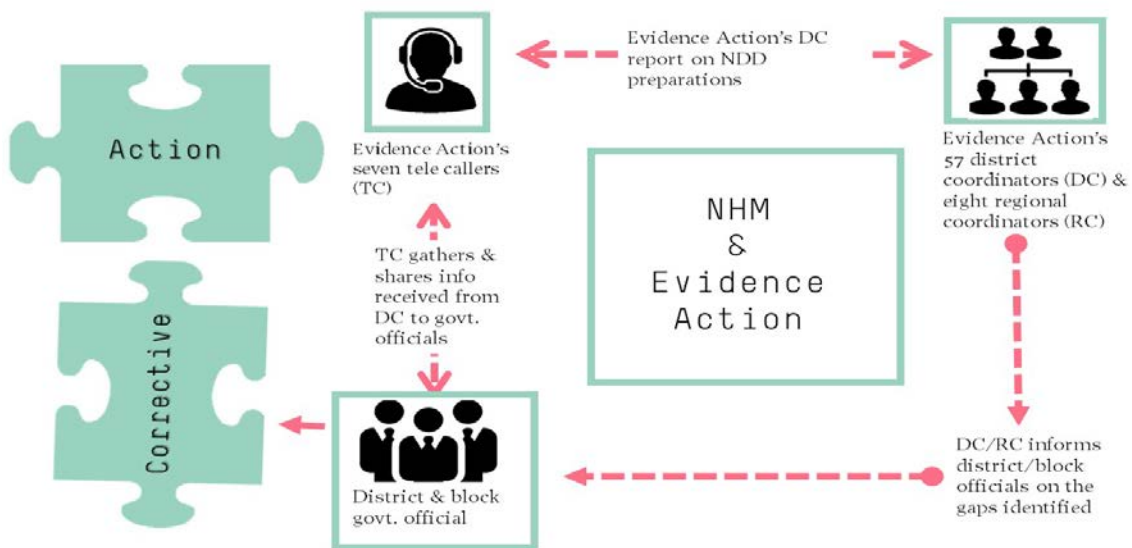 Action
Corrective
Evidence Action's
seven tele callers
(TC)
Evidence Action's DC
report on NDD
preparations
Evidence Action's
57 district
coordinators (DC) &
eight regional
coordinators (RC)
TC gathers &
shares info
received from
DC to govt.
officials
NHM
&
Evidence
Action
District & block
govt. official
DC/RC informs
district/block
officials on the
gaps identified